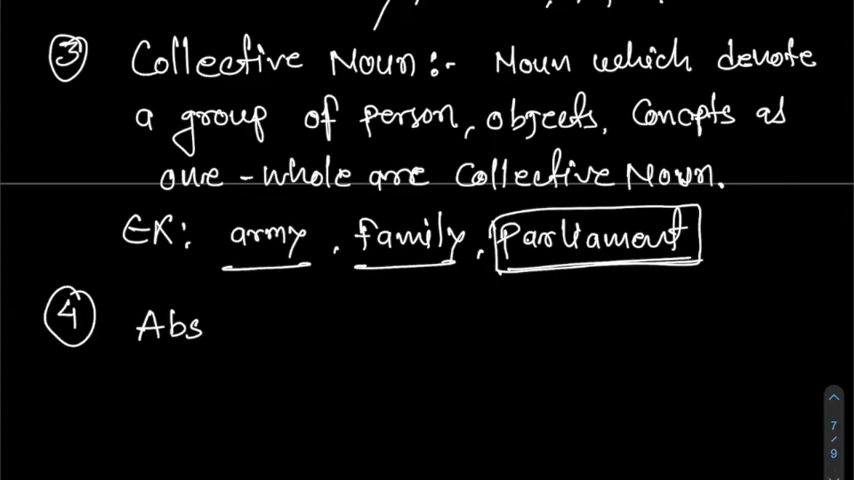 ③ Collective Noun:- Noun which denote
a group of person, objects, Concepts as
one-whole are Collective Noun.
EX: army, family, Parliament
④ Abs
7
/
9